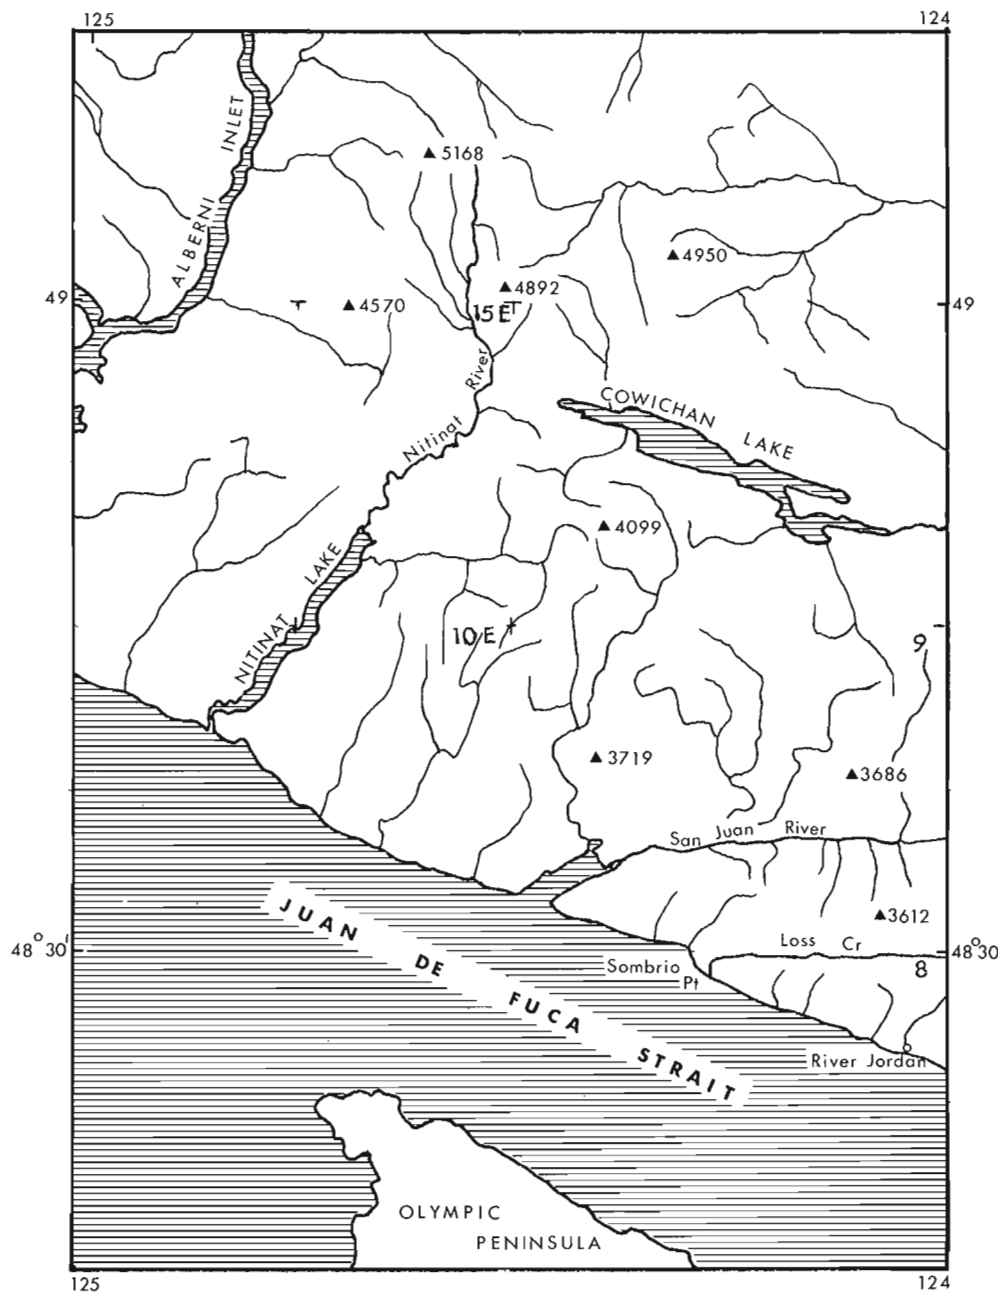 125
124
ALBERNI INLET
5168
4950
49
4570
4892
15 E
49
Nitinat River
COWICHAN LAKE
4099
NITINAT LAKE
10 E
9
3719
3686
San Juan River
3612
JUAN DE FUCA STRAIT
48° 30'
Loss Cr
48° 30
Sombrio
Pt
8
River Jordan
OLYMPIC
PENINSULA
125
124